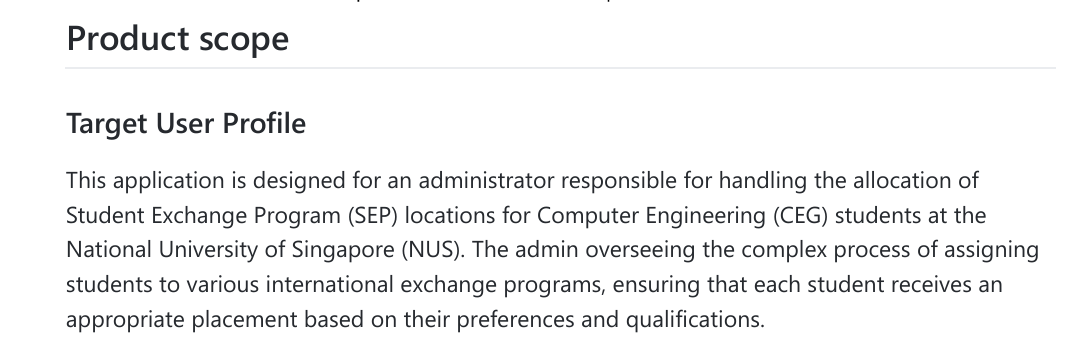 Product scope
Target User Profile
This application is designed for an administrator responsible for handling the allocation of
Student Exchange Program (SEP) locations for Computer Engineering (CEG) students at the
National University of Singapore (NUS). The admin overseeing the complex process of assigning
students to various international exchange programs, ensuring that each student receives an
appropriate placement based on their preferences and qualifications.